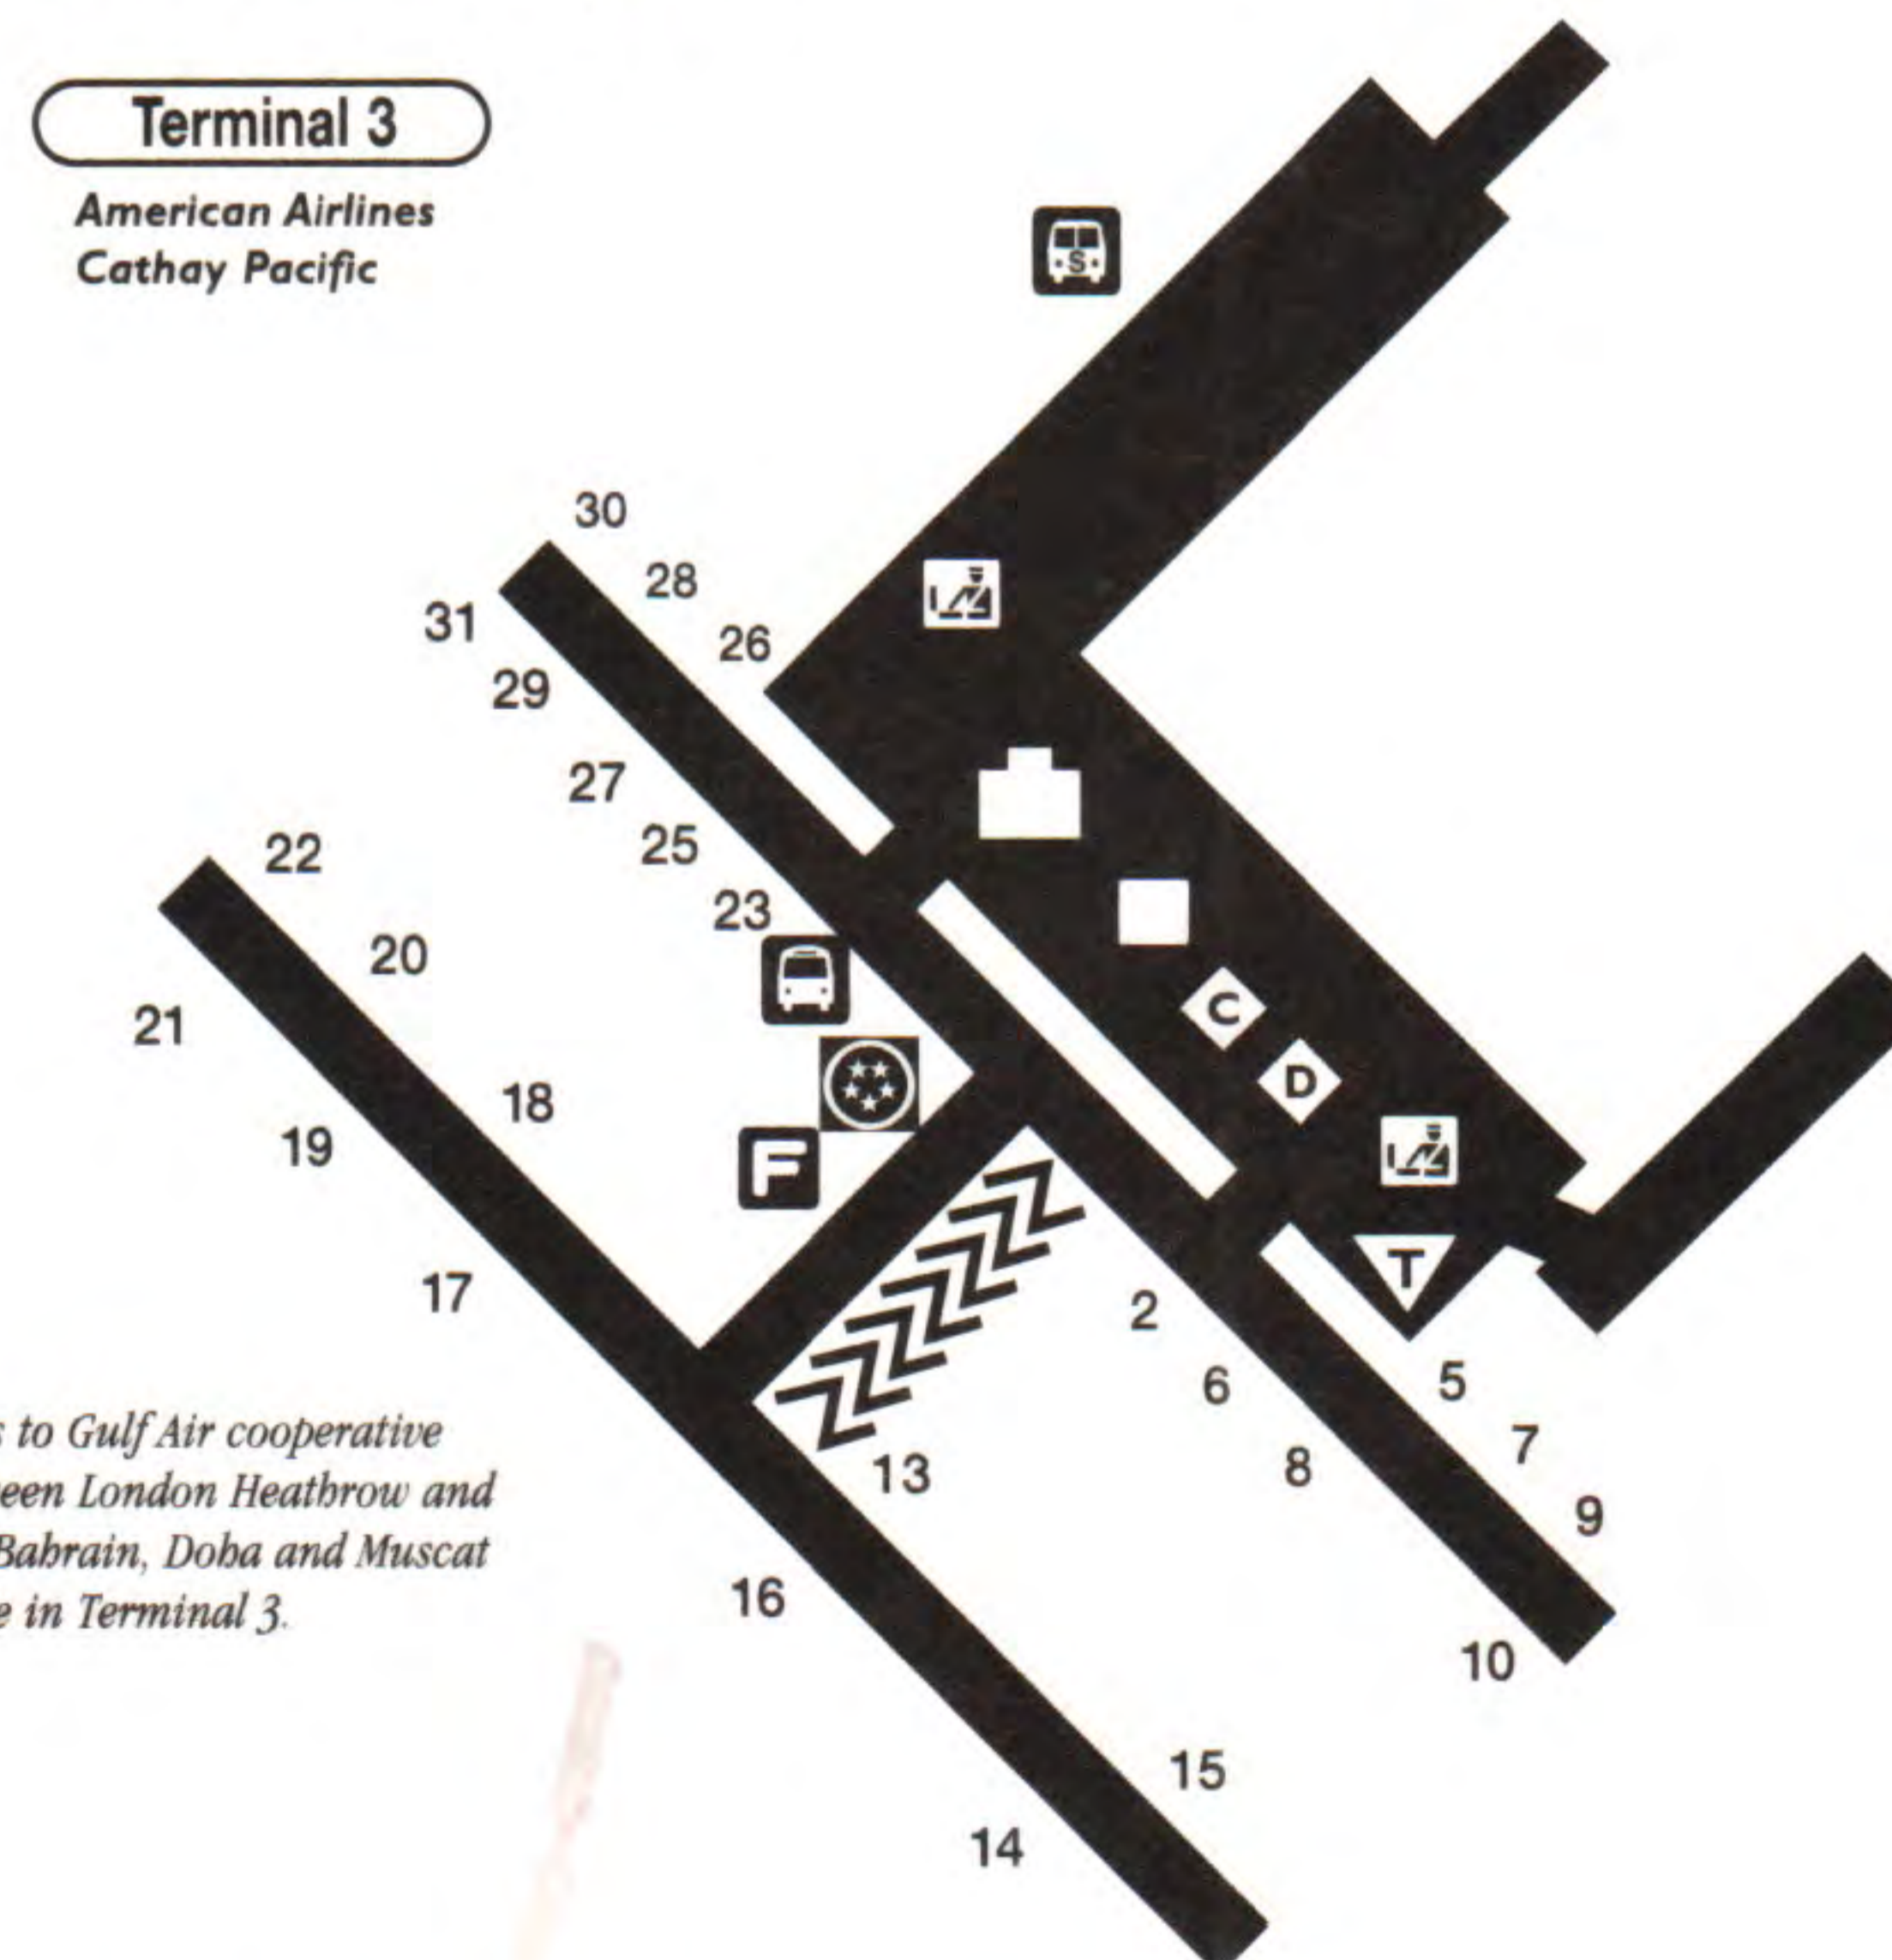 Terminal 3
American Airlines
Cathay Pacific
S
30
28
26
31
29
27
25
23
22
20
21
18
19
17
C
D
F
T
2
6
8
5
7
9
10
13
16
15
14
to Gulf Air cooperative
London Heathrow and
Bahrain, Doha and Muscat
in Terminal 3.